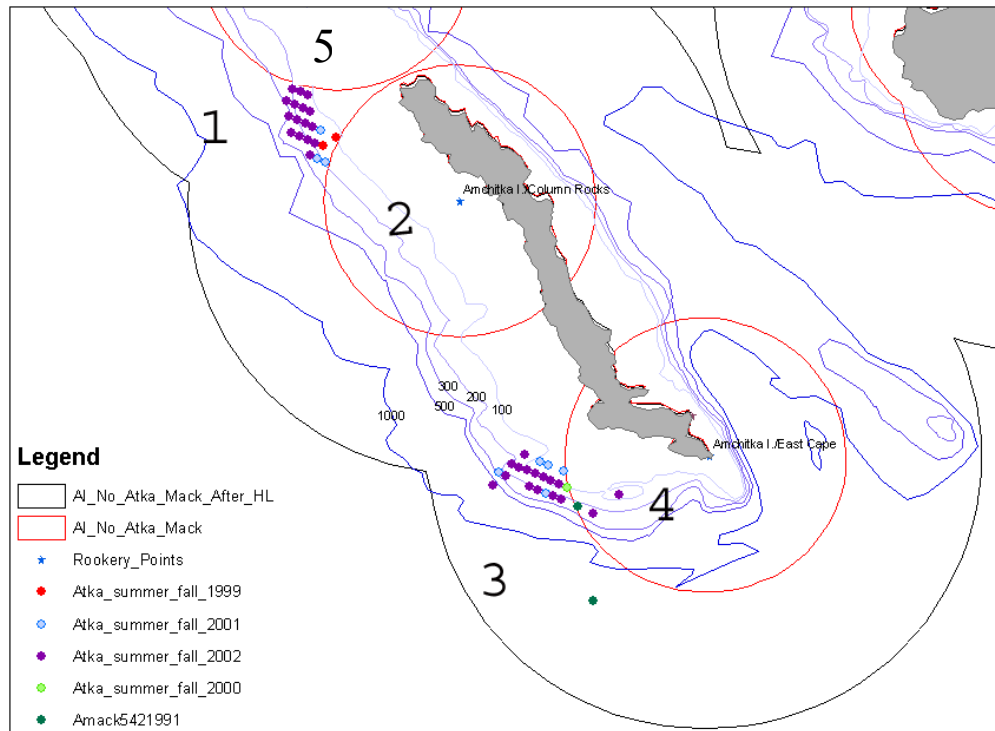 5
1
2
Amchitka I./Column Rocks
300
200
100
500
1000
Amchitka I./East Cape
4
3
Legend
AI_No_Atka_Mack_After_HL
AI_No_Atka_Mack
Rookery_Points
Atka_summer_fall_1999
Atka_summer_fall_2001
Atka_summer_fall_2002
Atka_summer_fall_2000
Amack5421991